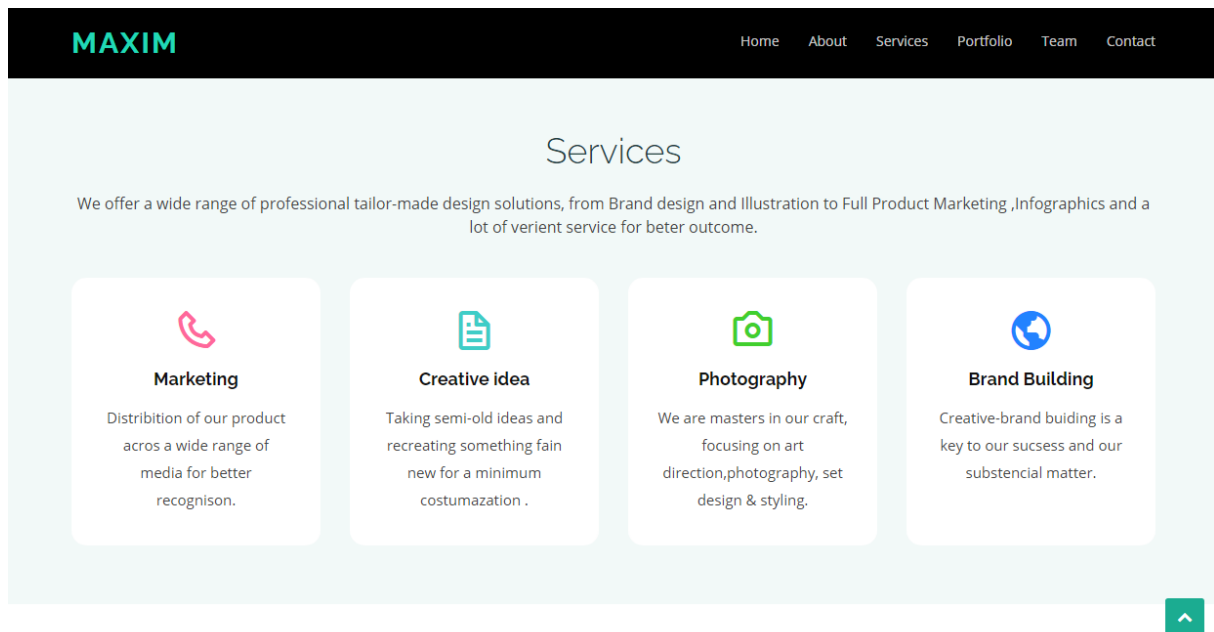 MAXIM
Home About Services Portfolio Team Contact
Services
We offer a wide range of professional tailor-made design solutions, from Brand design and Illustration to Full Product Marketing ,Infographics and a
lot of verient service for beter outcome.
Marketing
Distribition of our product
acros a wide range of
media for better
recognison.
Creative idea
Taking semi-old ideas and
recreating something fain
new for a minimum
costumazation .
Photography
We are masters in our craft,
focusing on art
direction,photography, set
design & styling.
Brand Building
Creative-brand buiding is a
key to our sucsess and our
substencial matter.